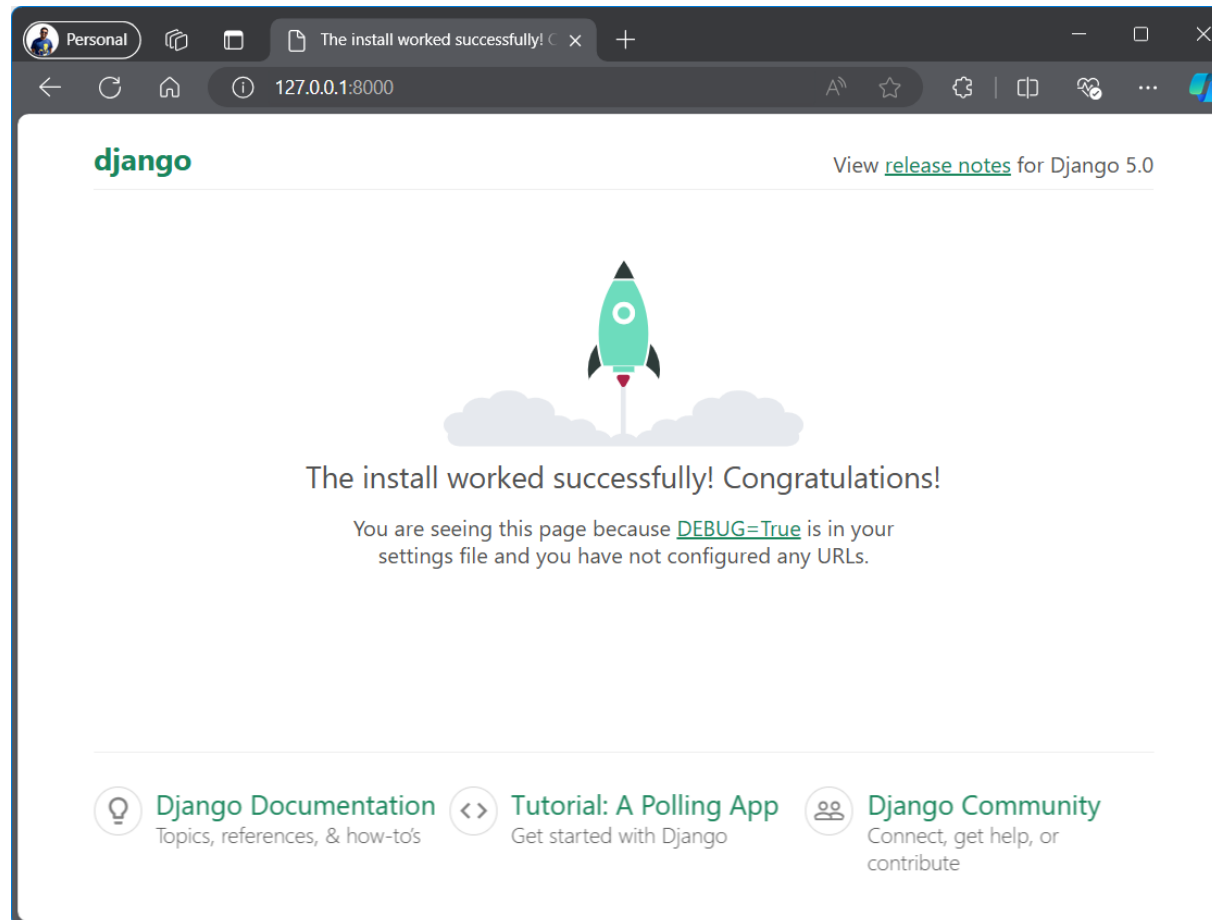 Personal
The install worked successfully! C
127.0.0.1:8000
django
View release notes for Django 5.0
The install worked successfully! Congratulations!
You are seeing this page because DEBUG=True is in your
settings file and you have not configured any URLs.
Django Documentation
Topics, references, & how-to's
Tutorial: A Polling App
Get started with Django
Django Community
Connect, get help, or
contribute